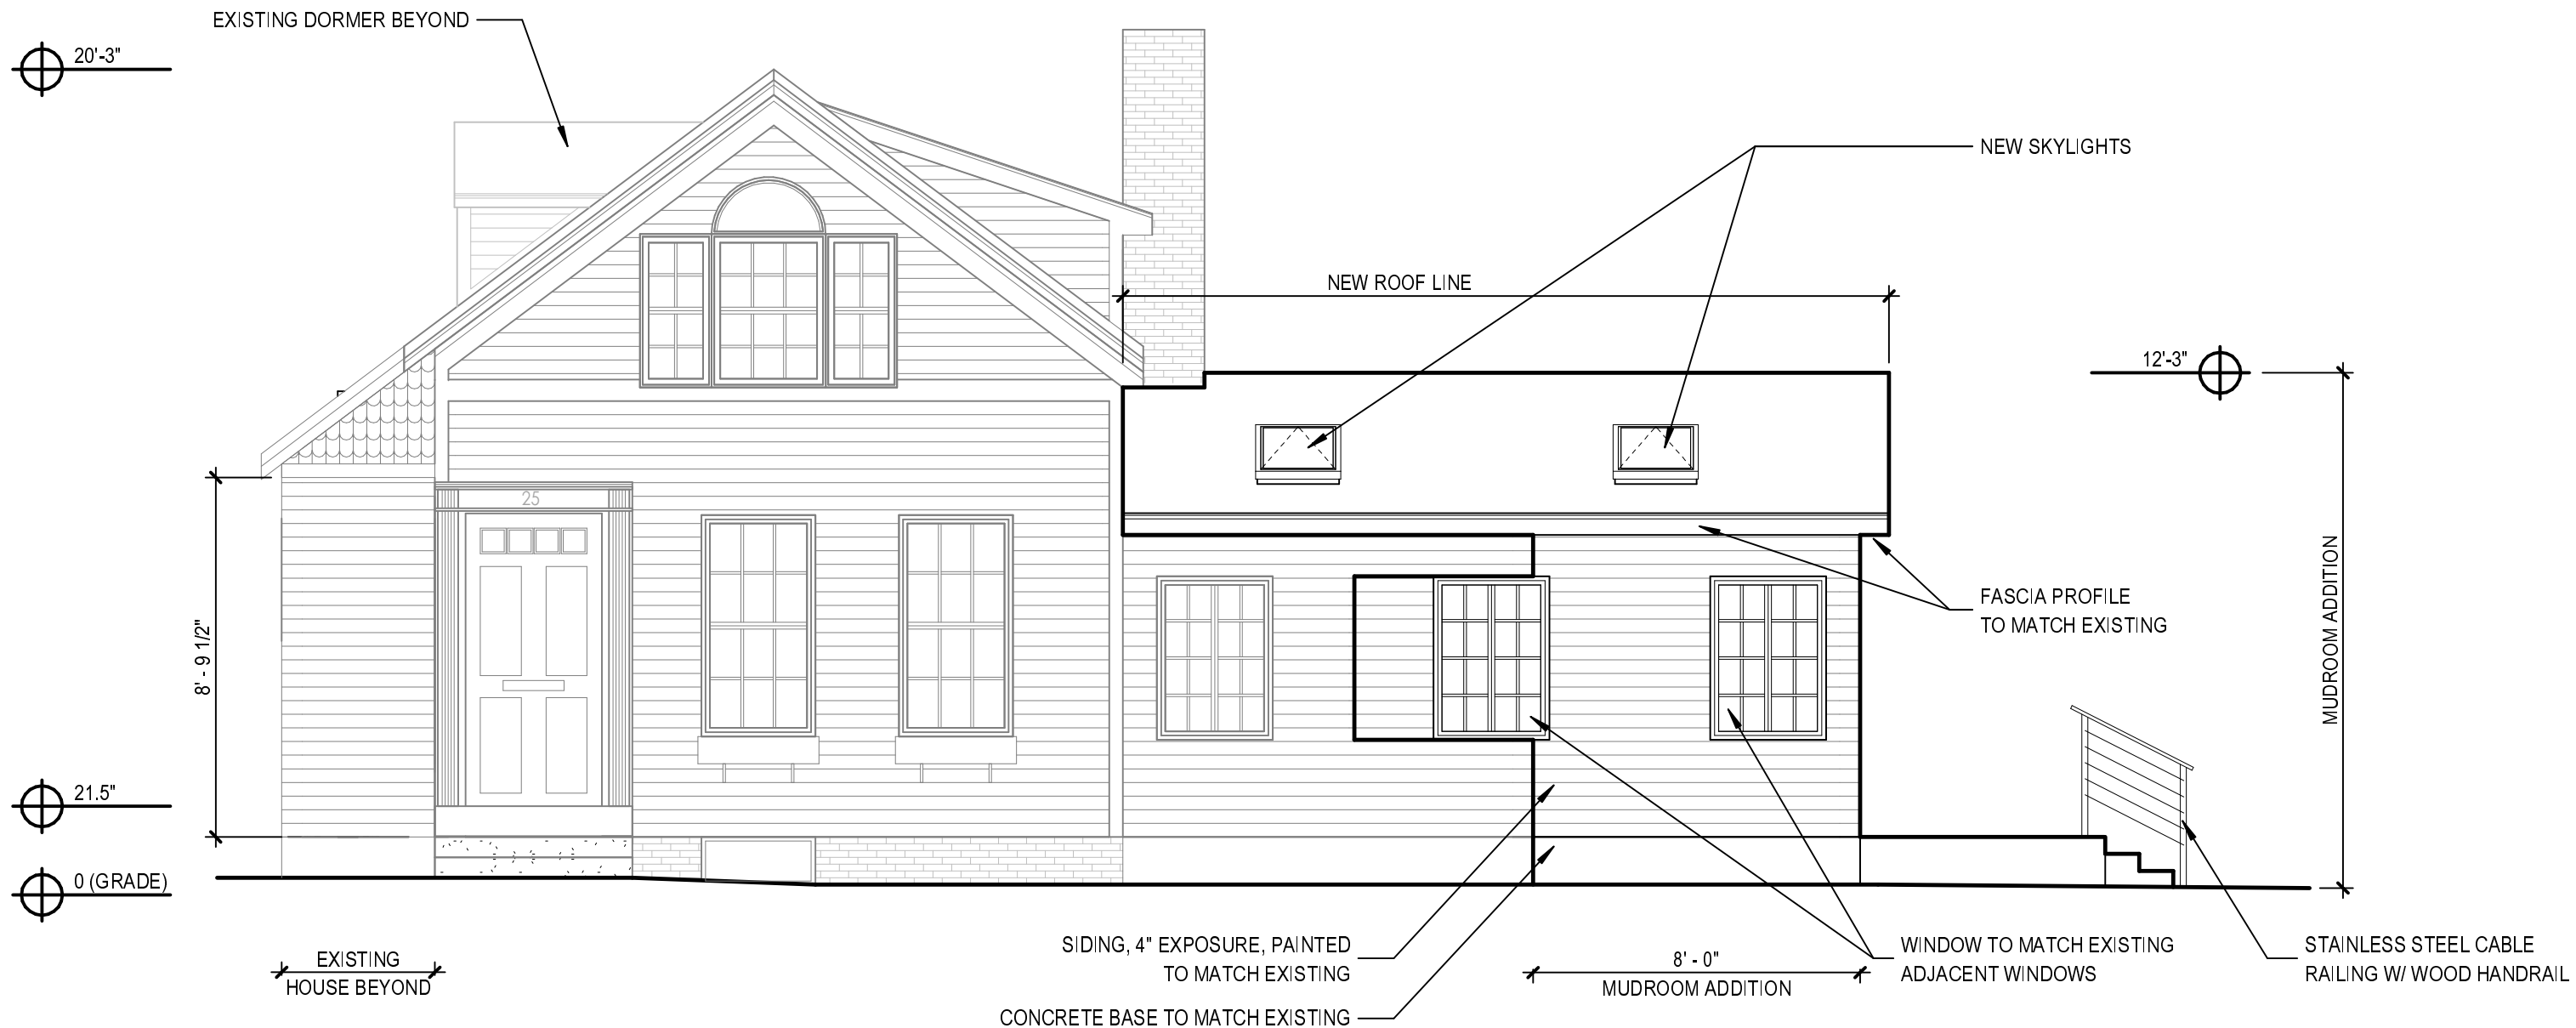 EXISTING DORMER BEYOND
20'-3"
NEW SKYLIGHTS
NEW ROOF LINE
12'-3"
25
FASCIA PROFILE
TO MATCH EXISTING
MUDROOM ADDITION
8' - 9 1/2"
21.5"
0 (GRADE)
SIDING, 4" EXPOSURE, PAINTED
TO MATCH EXISTING
WINDOW TO MATCH EXISTING
ADJACENT WINDOWS
STAINLESS STEEL CABLE
RAILING W/ WOOD HANDRAIL
EXISTING
HOUSE BEYOND
8' - 0"
MUDROOM ADDITION
CONCRETE BASE TO MATCH EXISTING